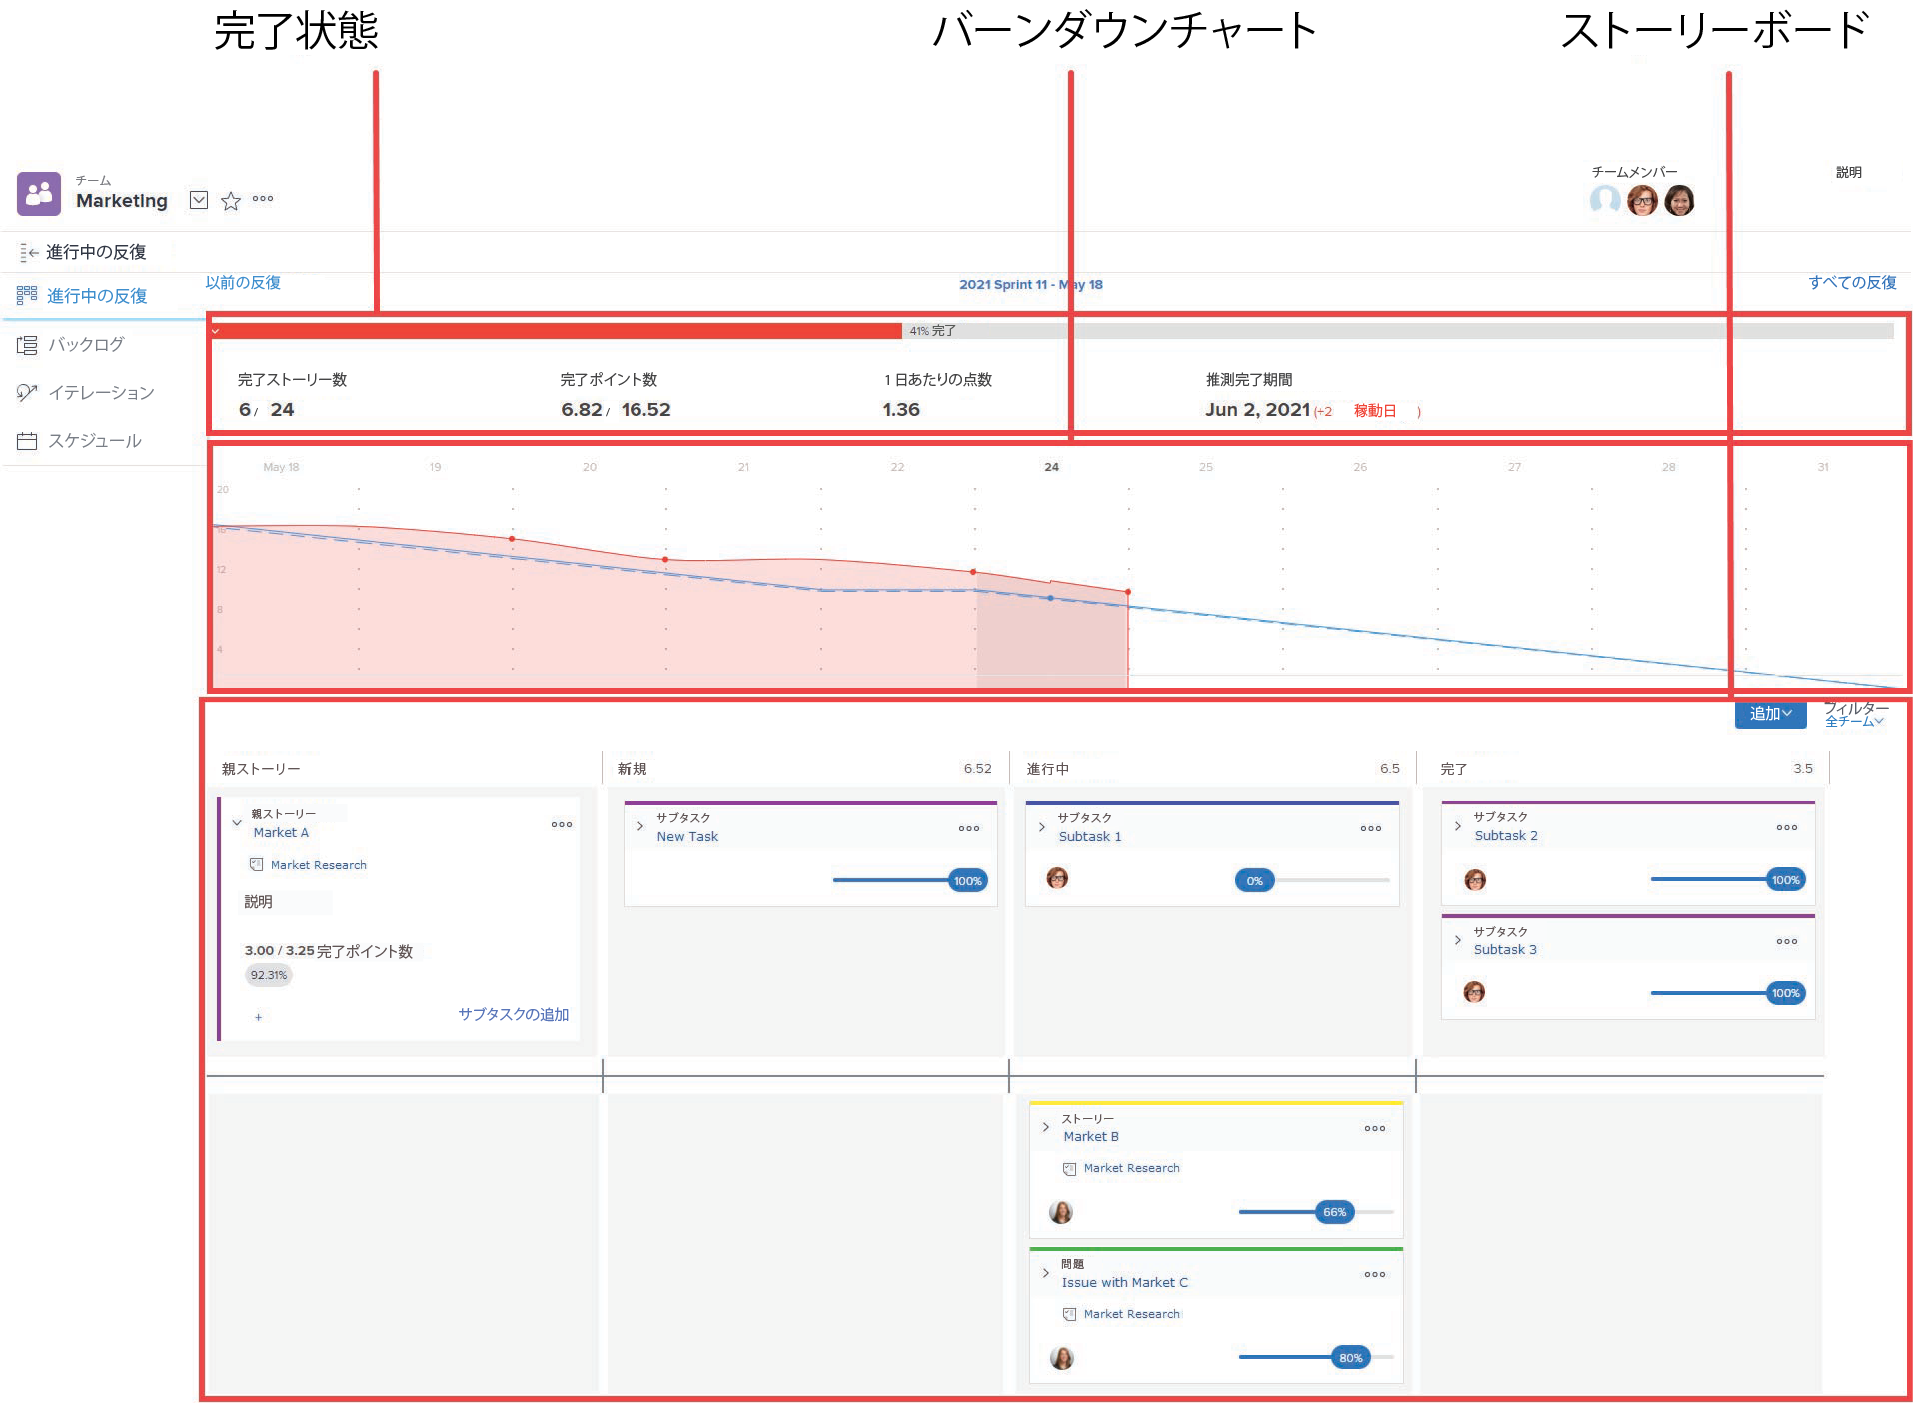 完了状態
バーンダウンチャート
ストーリーボード
チーム
Marketing
チームメンバー
説明
進行中の反復
進行中の反復
以前の反復
2021 Sprint 11 - May 18
すべての反復
バックログ
イテレーション
スケジュール
41% 完了
完了ストーリー数
完了ポイント数
1 日あたりの点数
推測完了期間
6 / 24
6.82 / 16.52
1.36
Jun 2, 2021 (+2 稼動日 )
May 18 19 20 21 22 24 25 26 27 28 31
20
16
12
8
4
追加
フィルター
全チーム
親ストーリー
新規 6.52
進行中 6.5
完了 3.5
親ストーリー
Market A
Market Research
説明
3.00 / 3.25 完了ポイント数
92.31%
+ サブタスクの追加
サブタスク
New Task
100%
サブタスク
Subtask 1
0%
サブタスク
Subtask 2
100%
サブタスク
Subtask 3
100%
ストーリー
Market B
Market Research
66%
問題
Issue with Market C
Market Research
80%